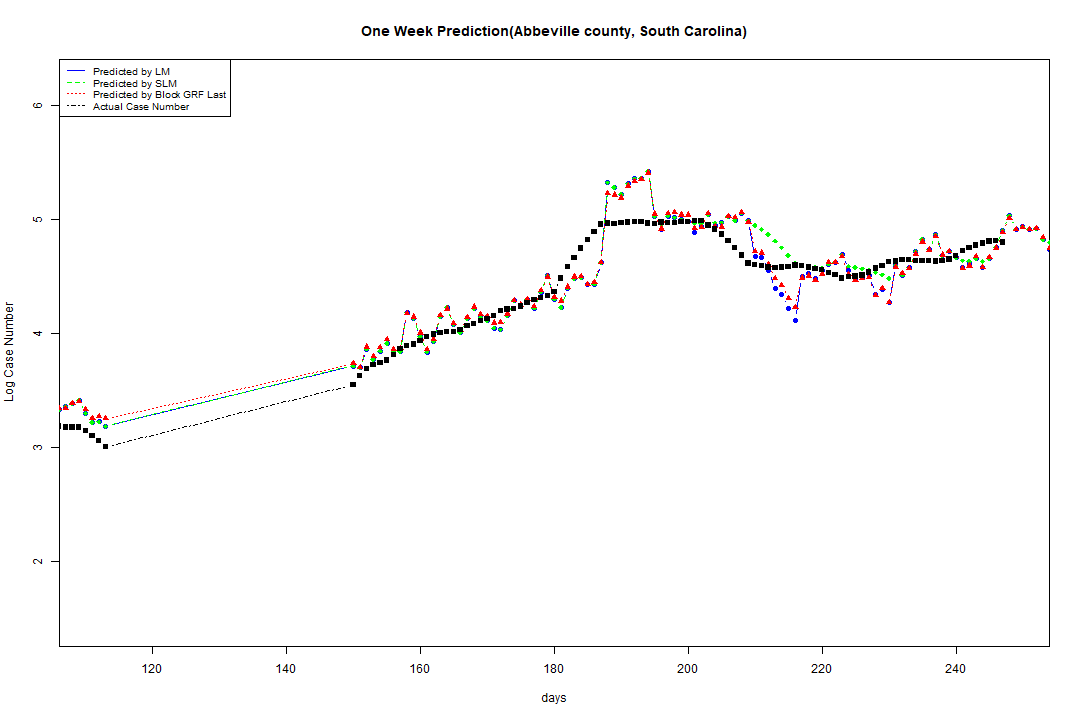 One Week Prediction(Abbeville county, South Carolina)
Predicted by LM
Predicted by SLM
Predicted by Block GRF Last
Actual Case Number
6
5
4
3
2
Log Case Number
120 140 160 180 200 220 240
days